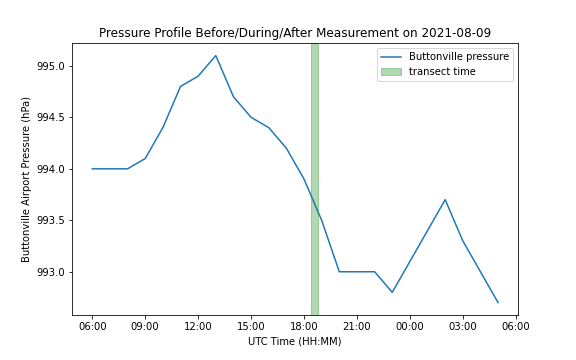 Pressure Profile Before/During/After Measurement on 2021-08-09
Buttonville pressure
transect time
Buttonville Airport Pressure (hPa)
995.0
994.5
994.0
993.5
993.0
06:00 09:00 12:00 15:00 18:00 21:00 00:00 03:00 06:00
UTC Time (HH:MM)